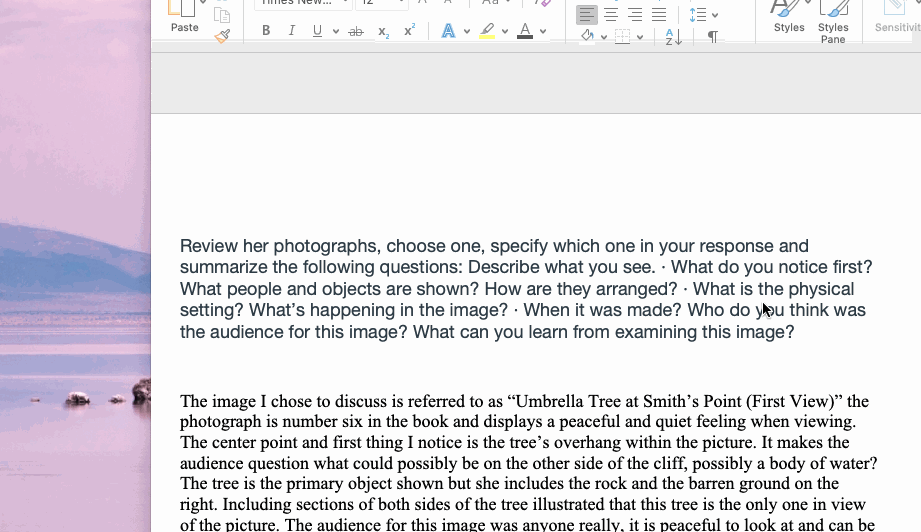 Times New... 12 Aa
Paste B I U ab x₂ x² A A A Styles Styles
Pane
Review her photographs, choose one, specify which one in your response and
summarize the following questions: Describe what you see. · What do you notice first?
What people and objects are shown? How are they arranged? · What is the physical
setting? What’s happening in the image? · When it was made? Who do you think was
the audience for this image? What can you learn from examining this image?
The image I chose to discuss is referred to as “Umbrella Tree at Smith’s Point (First View)” the
photograph is number six in the book and displays a peaceful and quiet feeling when viewing.
The center point and first thing I notice is the tree’s overhang within the picture. It makes the
audience question what could possibly be on the other side of the cliff, possibly a body of water?
The tree is the primary object shown but she includes the rock and the barren ground on the
right. Including sections of both sides of the tree illustrated that this tree is the only one in view
of the picture. The audience for this image was anyone really, it is peaceful to look at and can be